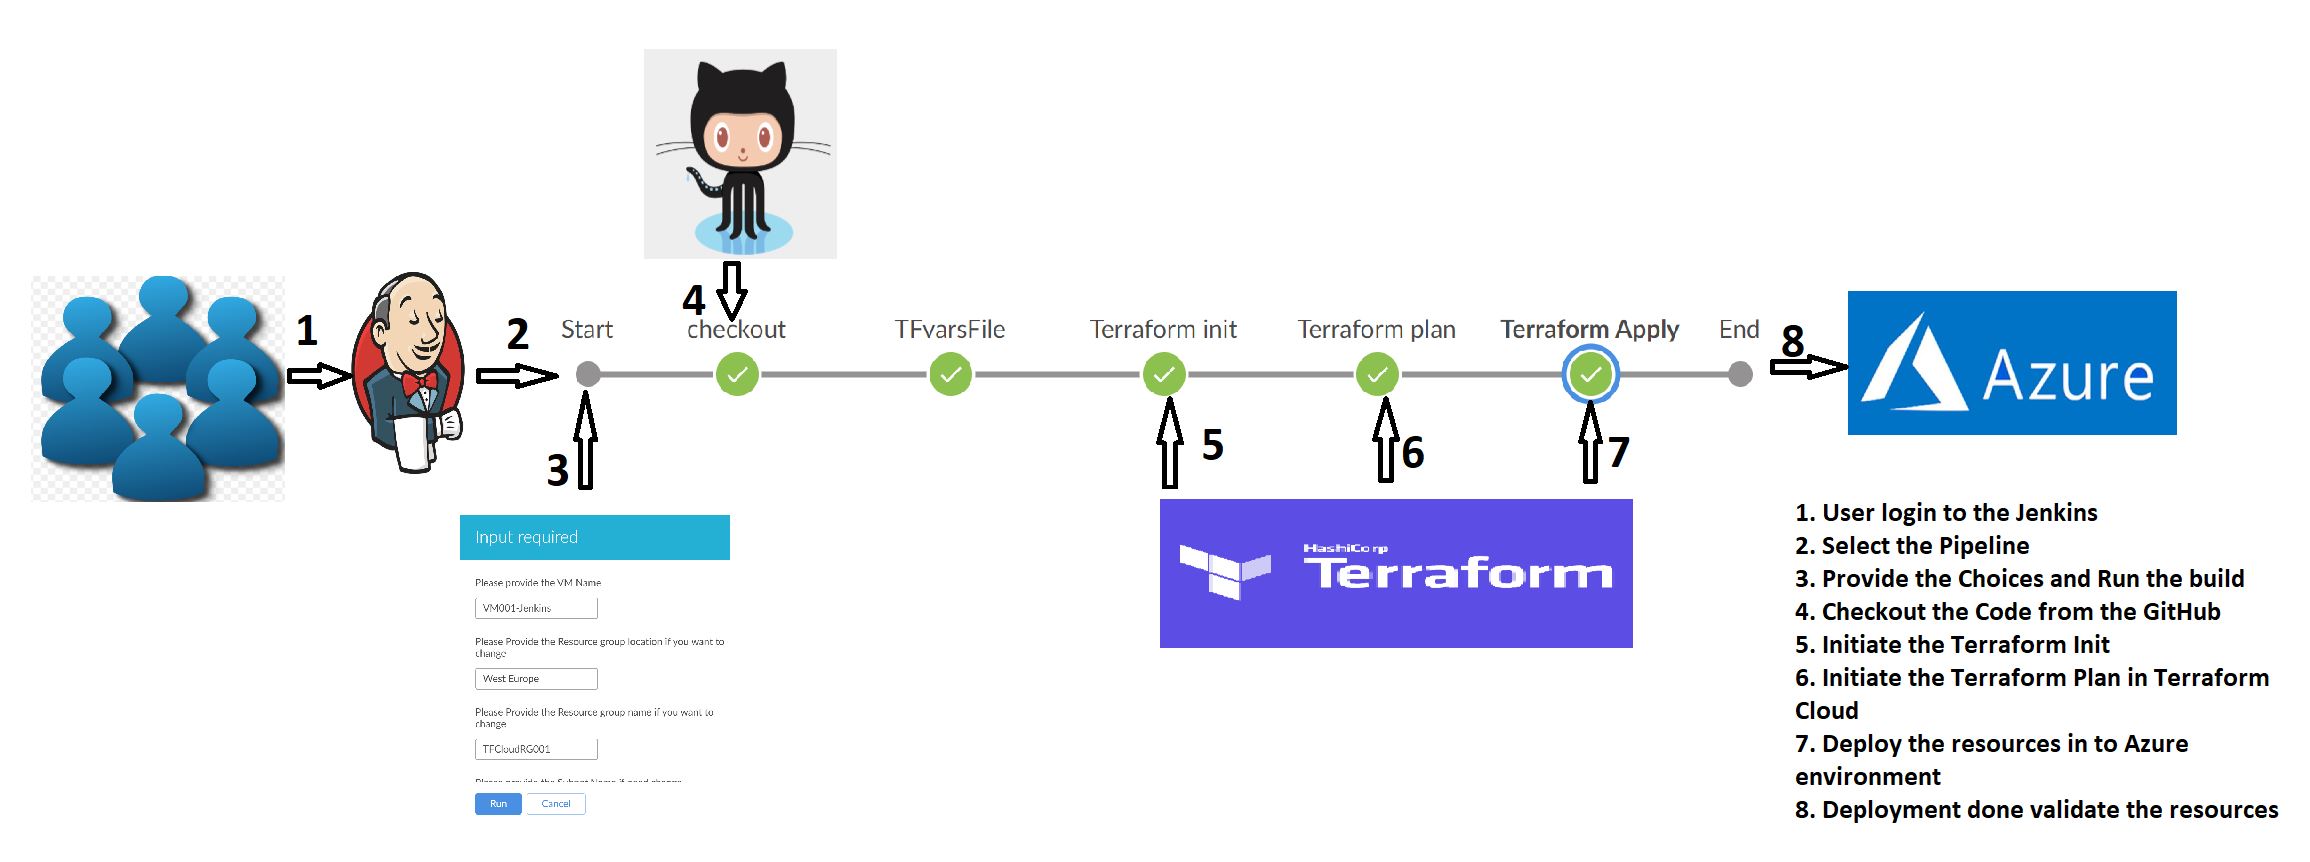 1
2
3
4
Start
checkout
TFvarsFile
Terraform init
Terraform plan
Terraform Apply
End
5
6
7
8
Azure
Input required
Please provide the VM Name
VM001-Jenkins
Please Provide the Resource group location if you want to
change
West Europe
Please Provide the Resource group name if you want to
change
TFCloudRG001
Run
Cancel
HashiCorp
Terraform
1. User login to the Jenkins
2. Select the Pipeline
3. Provide the Choices and Run the build
4. Checkout the Code from the GitHub
5. Initiate the Terraform Init
6. Initiate the Terraform Plan in Terraform
Cloud
7. Deploy the resources in to Azure
environment
8. Deployment done validate the resources